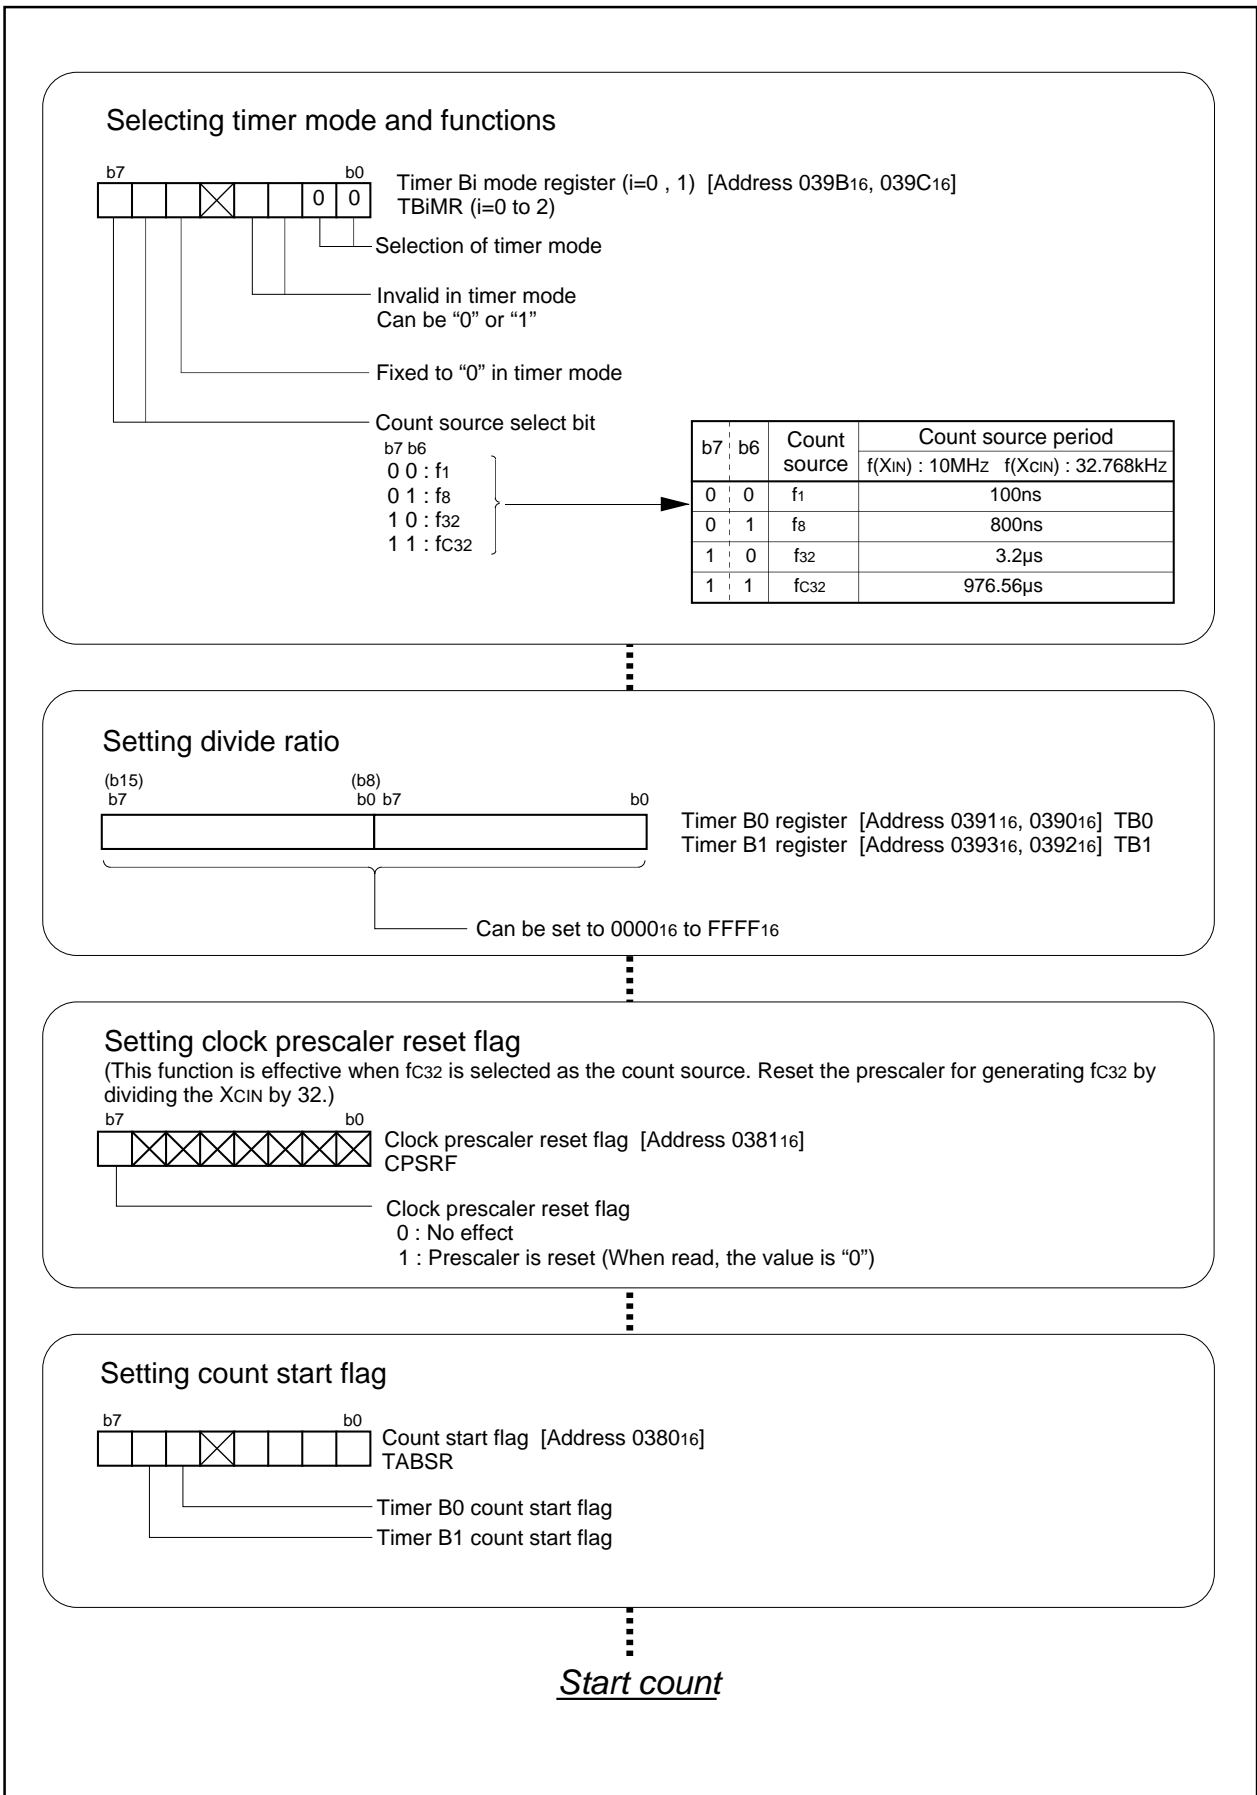 Selecting timer mode and functions
b7 b0
0 0
Timer Bi mode register (i=0 , 1) [Address 039B16, 039C16]
TBiMR (i=0 to 2)
Selection of timer mode
Invalid in timer mode
Can be “0” or “1”
Fixed to “0” in timer mode
Count source select bit
b7 b6
0 0 : f1
0 1 : f8
1 0 : f32
1 1 : fC32
b7 b6 Count source Count source period
f(XIN) : 10MHz f(XCIN) : 32.768kHz
0 0 f1 100ns
0 1 f8 800ns
1 0 f32 3.2µs
1 1 fC32 976.56µs
Setting divide ratio
(b15) (b8)
b7 b0 b7 b0
Timer B0 register [Address 039116, 039016] TB0
Timer B1 register [Address 039316, 039216] TB1
Can be set to 000016 to FFFF16
Setting clock prescaler reset flag
(This function is effective when fC32 is selected as the count source. Reset the prescaler for generating fC32 by
dividing the XCIN by 32.)
b7 b0
Clock prescaler reset flag [Address 038116]
CPSRF
Clock prescaler reset flag
0 : No effect
1 : Prescaler is reset (When read, the value is “0”)
Setting count start flag
b7 b0
Count start flag [Address 038016]
TABSR
Timer B0 count start flag
Timer B1 count start flag
Start count